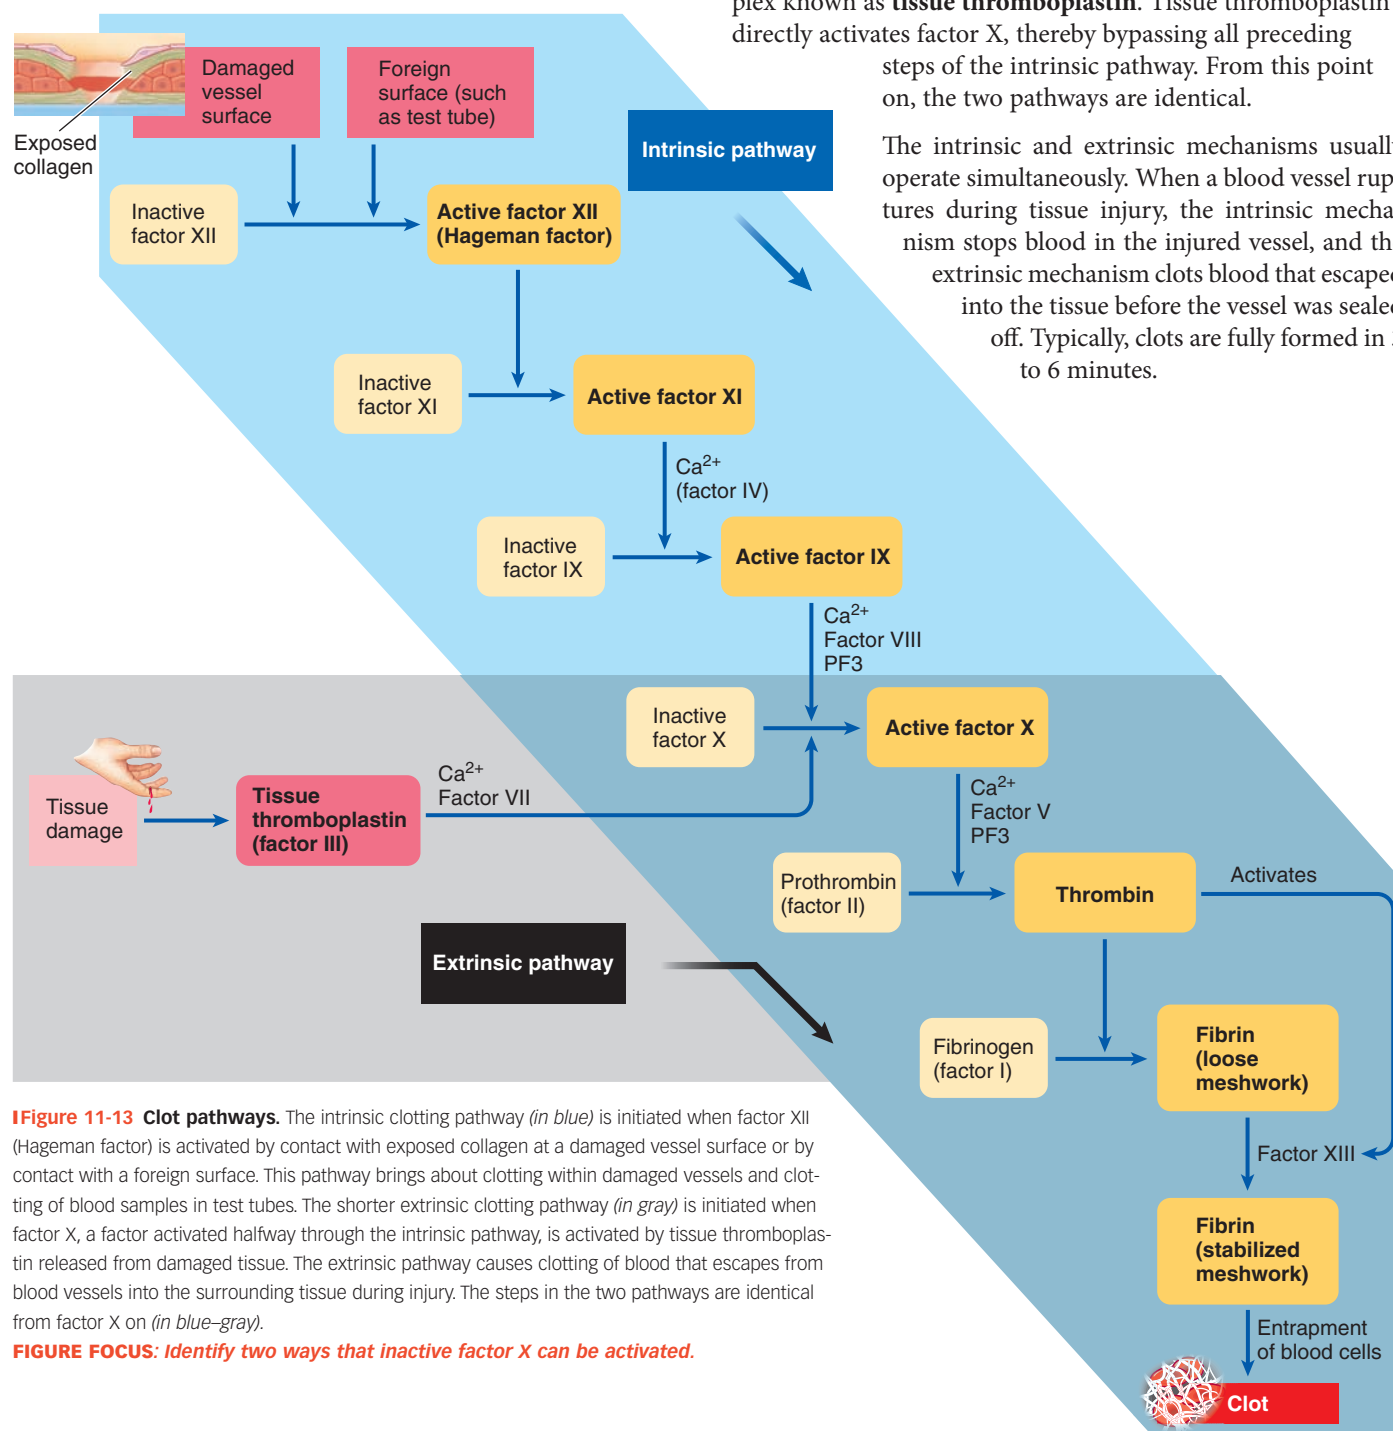 plex known as tissue thromboplastin. Tissue thromboplastin
directly activates factor X, thereby bypassing all preceding
steps of the intrinsic pathway. From this point
on, the two pathways are identical.
The intrinsic and extrinsic mechanisms usually
operate simultaneously. When a blood vessel rup-
tures during tissue injury, the intrinsic mecha-
nism stops blood in the injured vessel, and the
extrinsic mechanism clots blood that escaped
into the tissue before the vessel was sealed
off. Typically, clots are fully formed in
to 6 minutes.
Exposed
collagen
Damaged
vessel
surface
Foreign
surface (such
as test tube)
Intrinsic pathway
Inactive
factor XII
Active factor XII
(Hageman factor)
Inactive
factor XI
Active factor XI
Ca2+
(factor IV)
Inactive
factor IX
Active factor IX
Ca2+
Factor VIII
PF3
Inactive
factor X
Active factor X
Tissue
damage
Tissue
thromboplastin
(factor III)
Ca2+
Factor VII
Ca2+
Factor V
PF3
Prothrombin
(factor II)
Thrombin
Activates
Extrinsic pathway
Fibrinogen
(factor I)
Fibrin
(loose
meshwork)
Factor XIII
Fibrin
(stabilized
meshwork)
Entrapment
of blood cells
Clot
Figure 11-13 Clot pathways. The intrinsic clotting pathway (in blue) is initiated when factor XII
(Hageman factor) is activated by contact with exposed collagen at a damaged vessel surface or by
contact with a foreign surface. This pathway brings about clotting within damaged vessels and clot-
ting of blood samples in test tubes. The shorter extrinsic clotting pathway (in gray) is initiated when
factor X, a factor activated halfway through the intrinsic pathway, is activated by tissue thromboplas-
tin released from damaged tissue. The extrinsic pathway causes clotting of blood that escapes from
blood vessels into the surrounding tissue during injury. The steps in the two pathways are identical
from factor X on (in blue–gray).
FIGURE FOCUS: Identify two ways that inactive factor X can be activated.